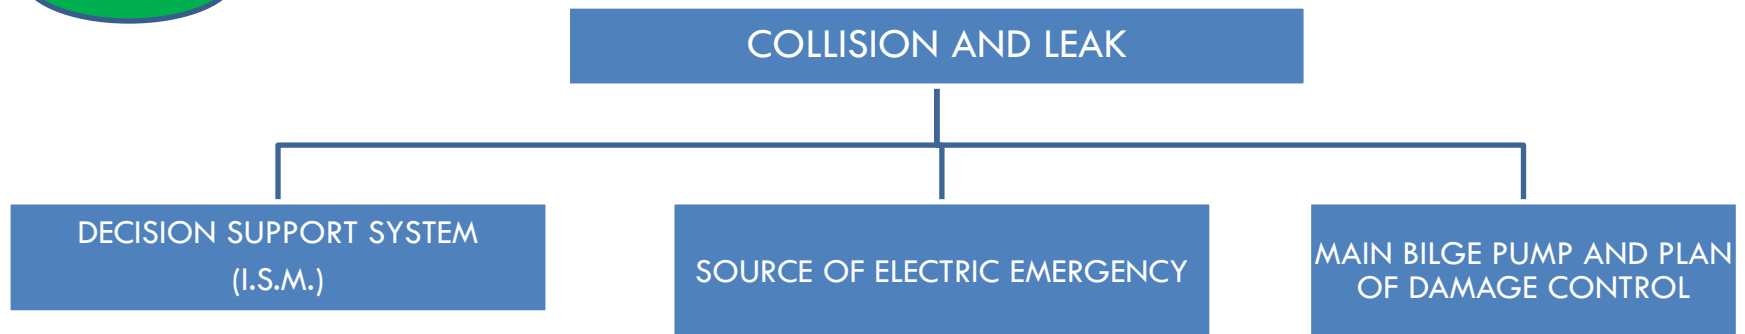 COLLISION AND LEAK
DECISION SUPPORT SYSTEM
(I.S.M.)
SOURCE OF ELECTRIC EMERGENCY
MAIN BILGE PUMP AND PLAN
OF DAMAGE CONTROL